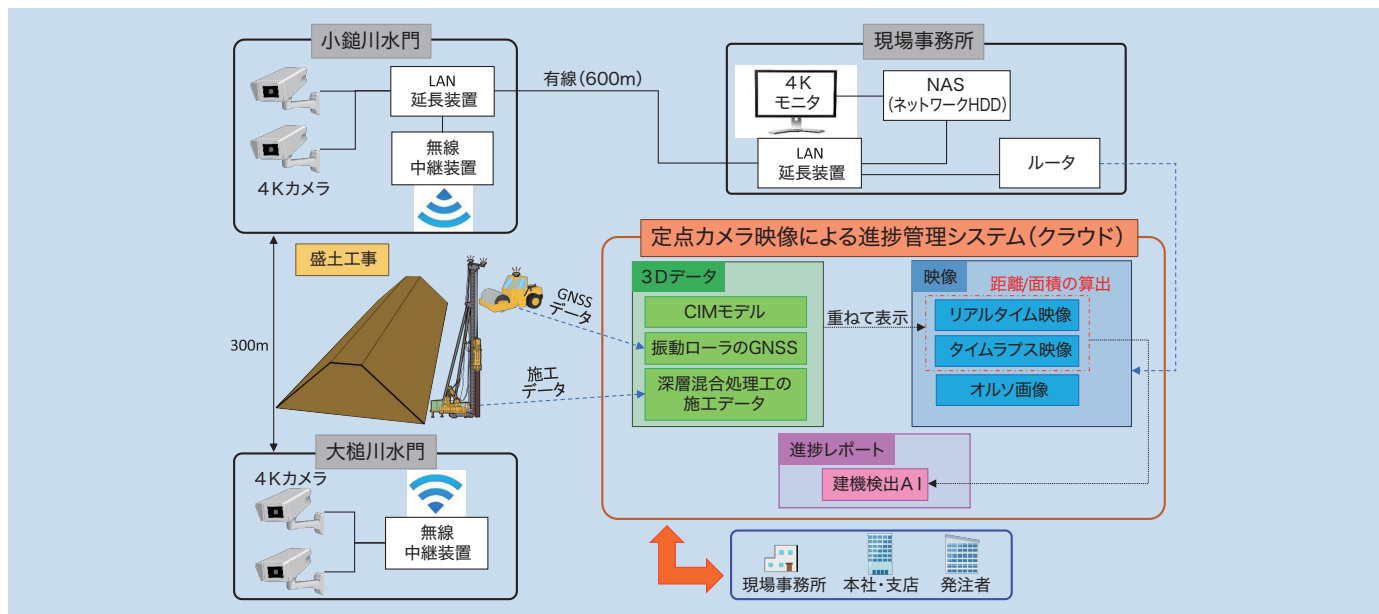 小鎚川水門
LAN
延長装置
無線
中継装置
4Kカメラ
有線(600m)
現場事務所
4K
モニタ
NAS
(ネットワークHDD)
LAN
延長装置
ルータ
盛土工事
300m
GNSS
データ
施工
データ
大槌川水門
4Kカメラ
無線
中継装置
定点カメラ映像による進捗管理システム(クラウド)
3Dデータ
CIMモデル
振動ローラのGNSS
深層混合処理工の
施工データ
重ねて表示
映像
距離/面積の算出
リアルタイム映像
タイムラプス映像
オルソ画像
進捗レポート
建機検出AI
現場事務所
本社・支店
発注者